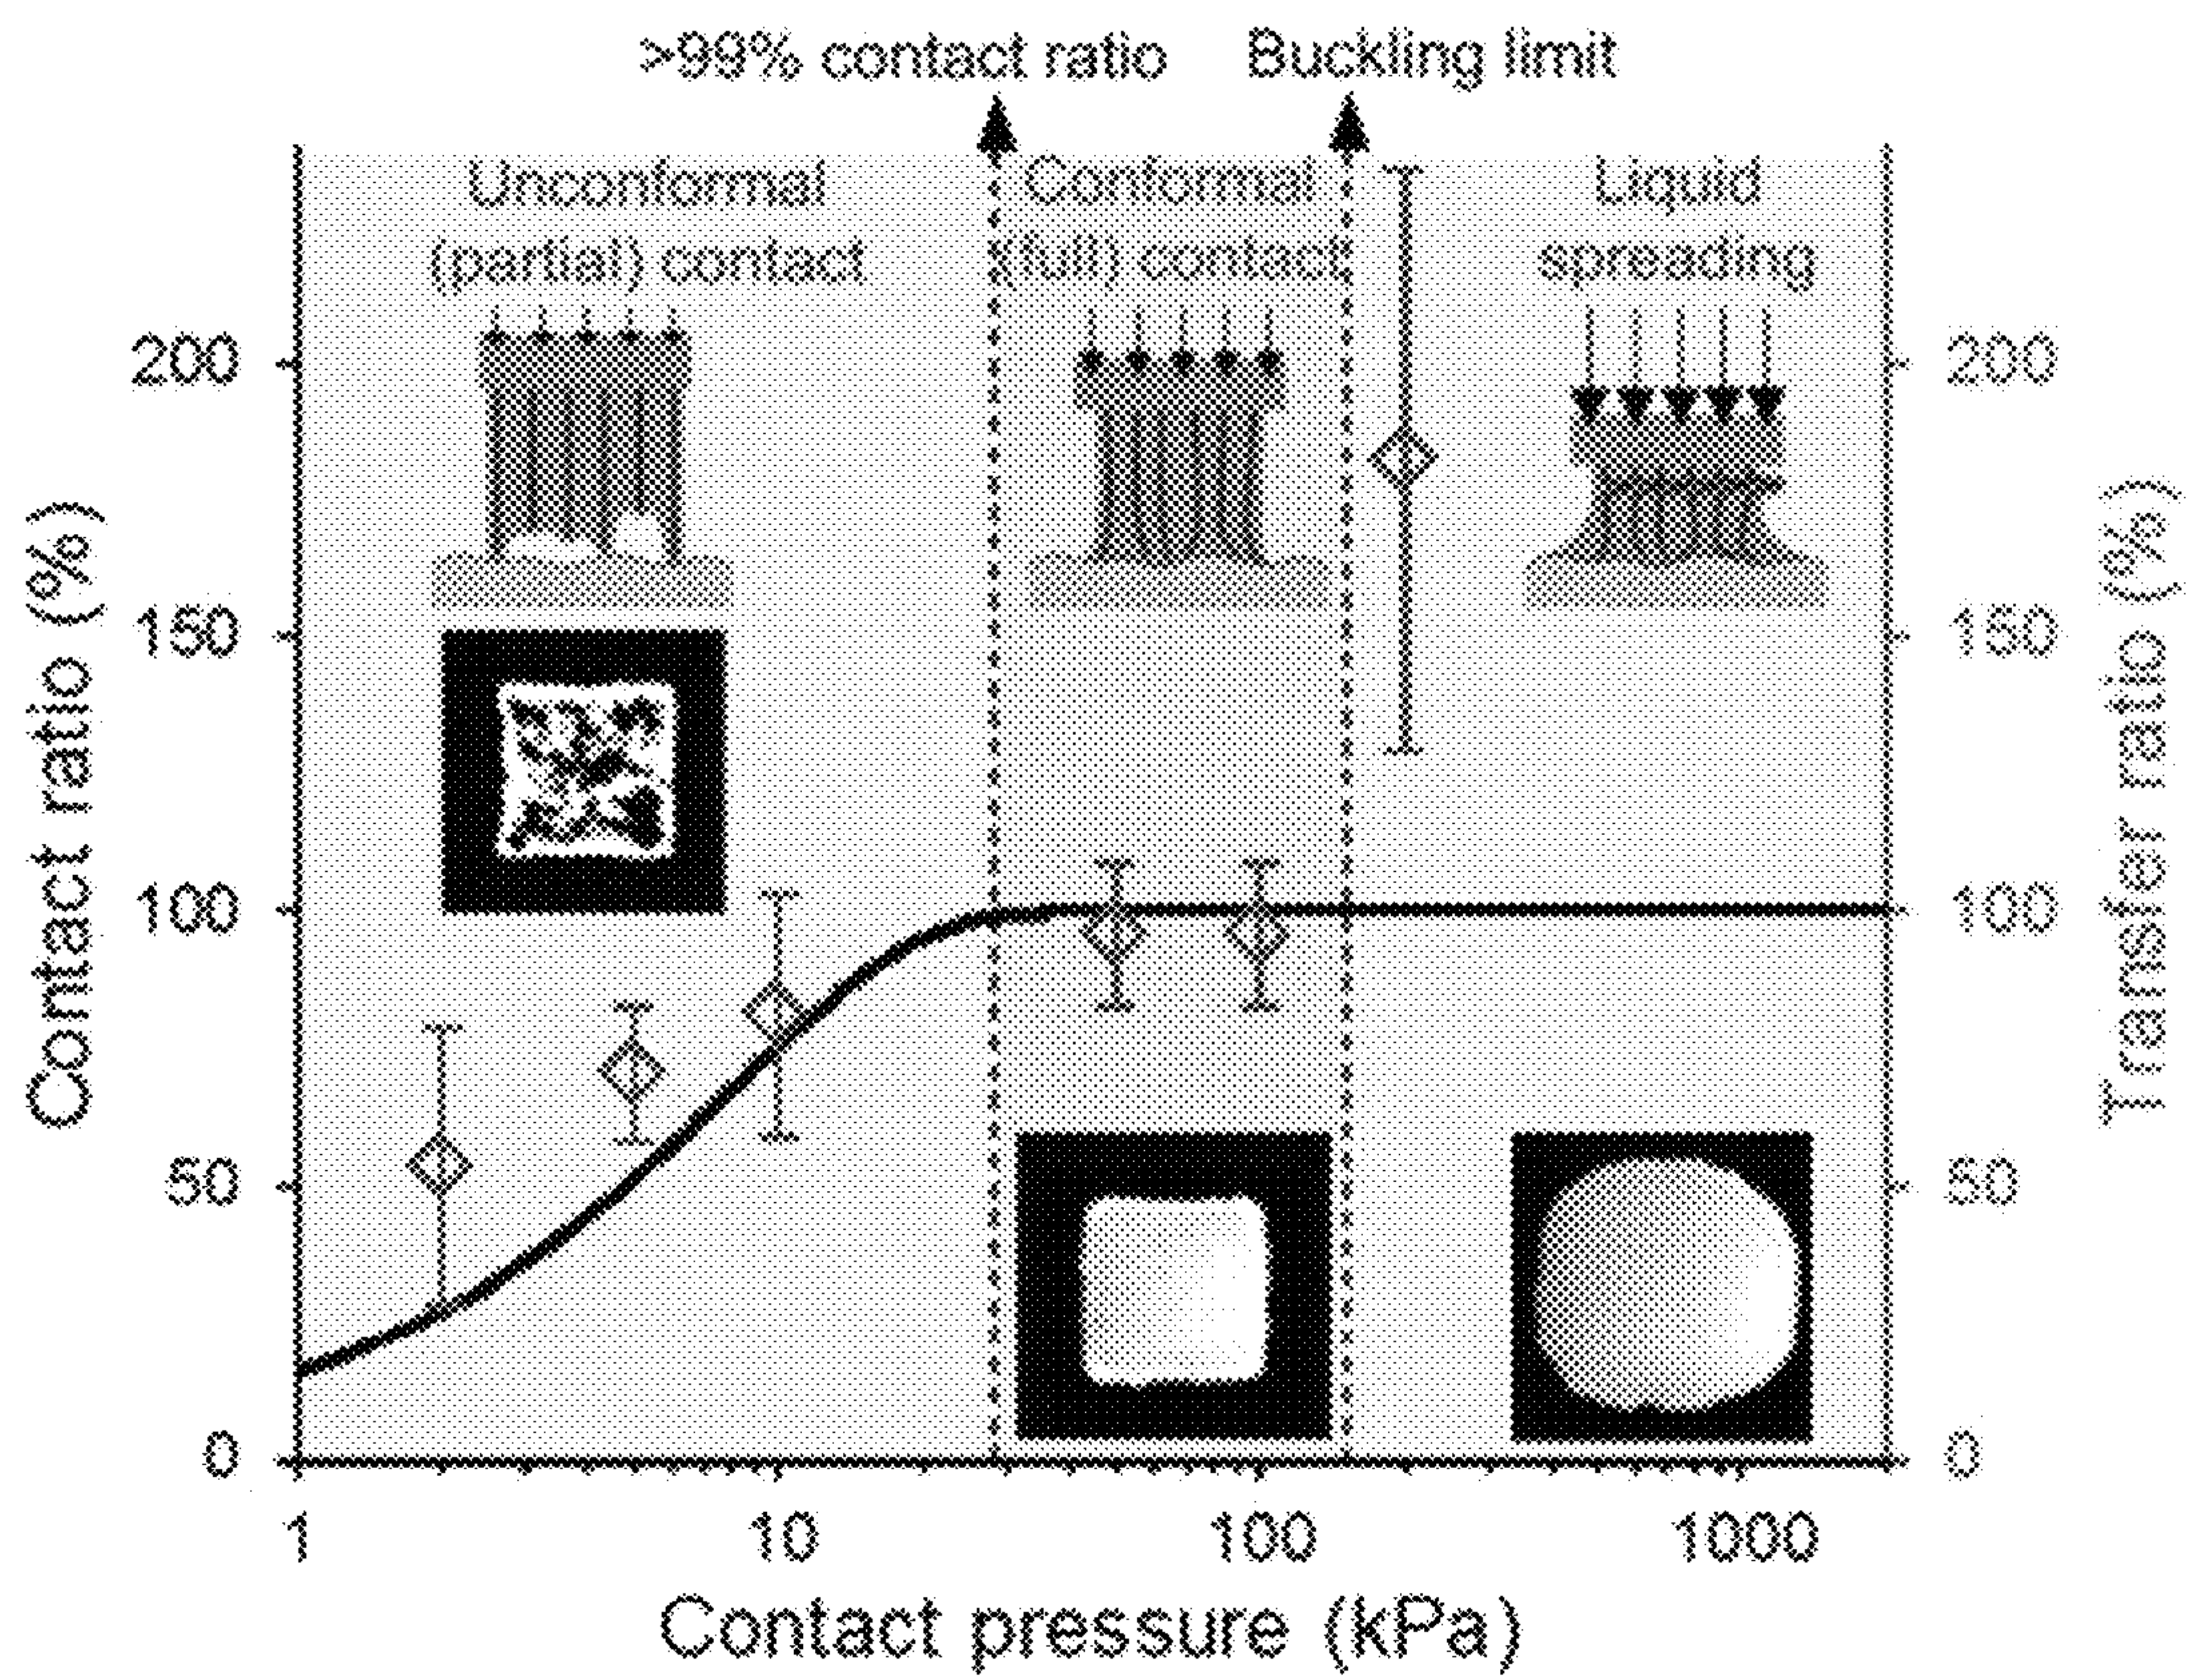 >99% contact ratio
Buckling limit
Unconformal
(partial) contact
Conformal
(full) contact
Liquid
spreading
Contact ratio (%)
200
150
100
50
0
Transfer ratio (%)
200
150
100
50
0
1
10
100
1000
Contact pressure (kPa)